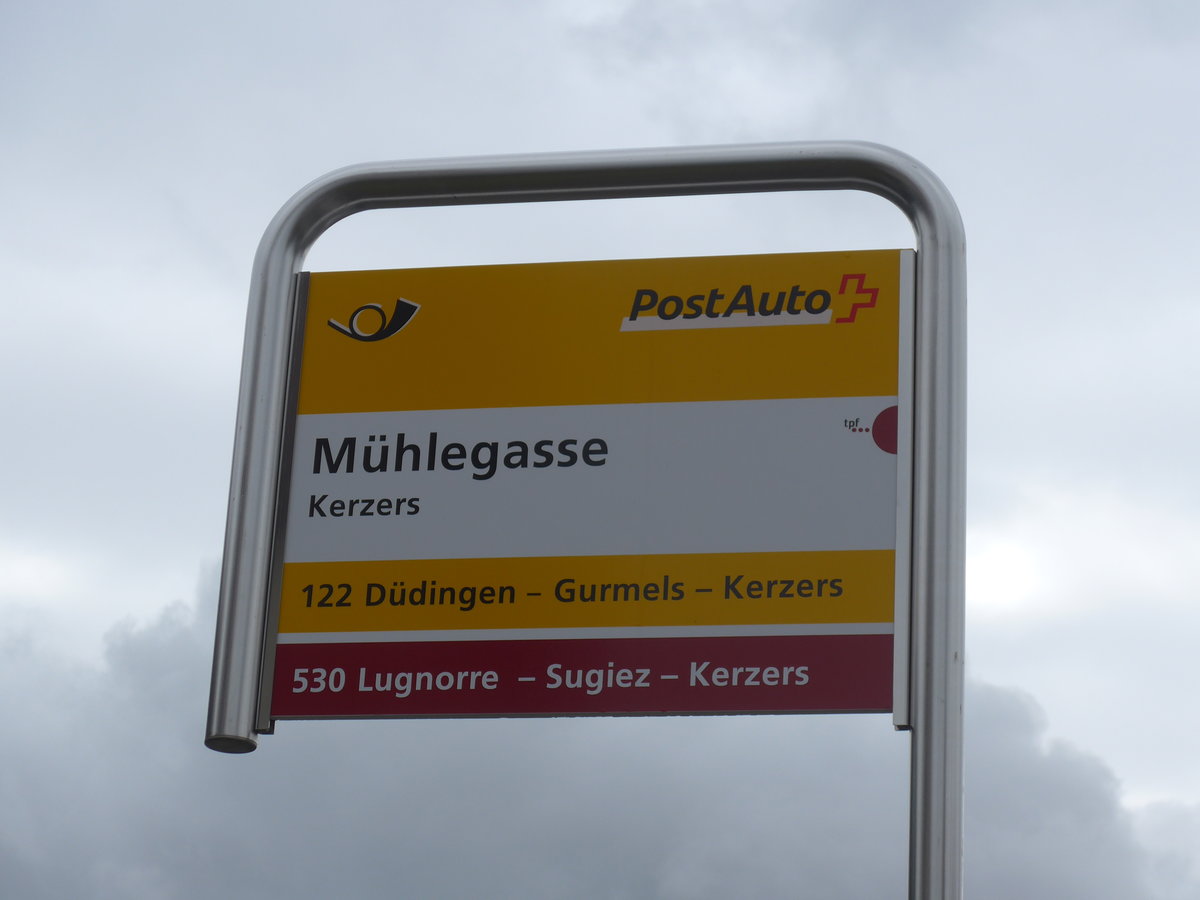 PostAuto
tpf
Mühlegasse
Kerzers
122 Düdingen – Gurmels – Kerzers
530 Lugnorre – Sugiez – Kerzers